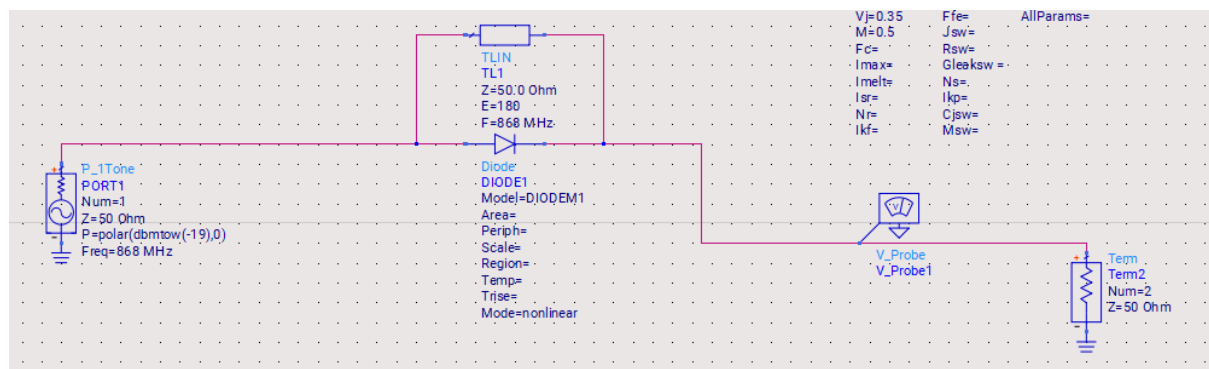 Vj=0.35
M=0.5
Fc=
Imax=
Imelt=
Isr=
Nr=
Ikf=
Ffe=
Jsw=
Rsw=
Gleaksw =
Ns=
Ikp=
Cjsw=
Msw=
AllParams=
TLIN
TL1
Z=50.0 Ohm
E=180
F=868 MHz
P_1Tone
PORT1
Num=1
Z=50 Ohm
P=polar(dbmtow(-19),0)
Freq=868 MHz
+
-
Diode
DIODE1
Model=DIODEM1
Area=
Periph=
Scale=
Region=
Temp=
Trise=
Mode=nonlinear
V
V_Probe
V_Probe1
+
-
Term
Term2
Num=2
Z=50 Ohm